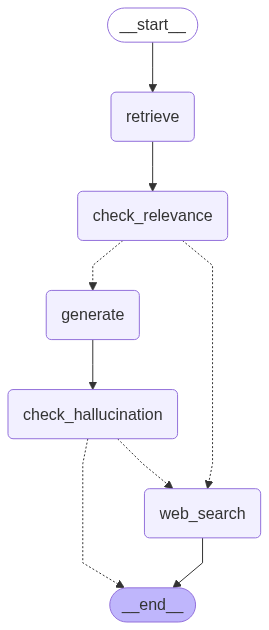 __start__
retrieve
check_relevance
generate
check_hallucination
web_search
__end__